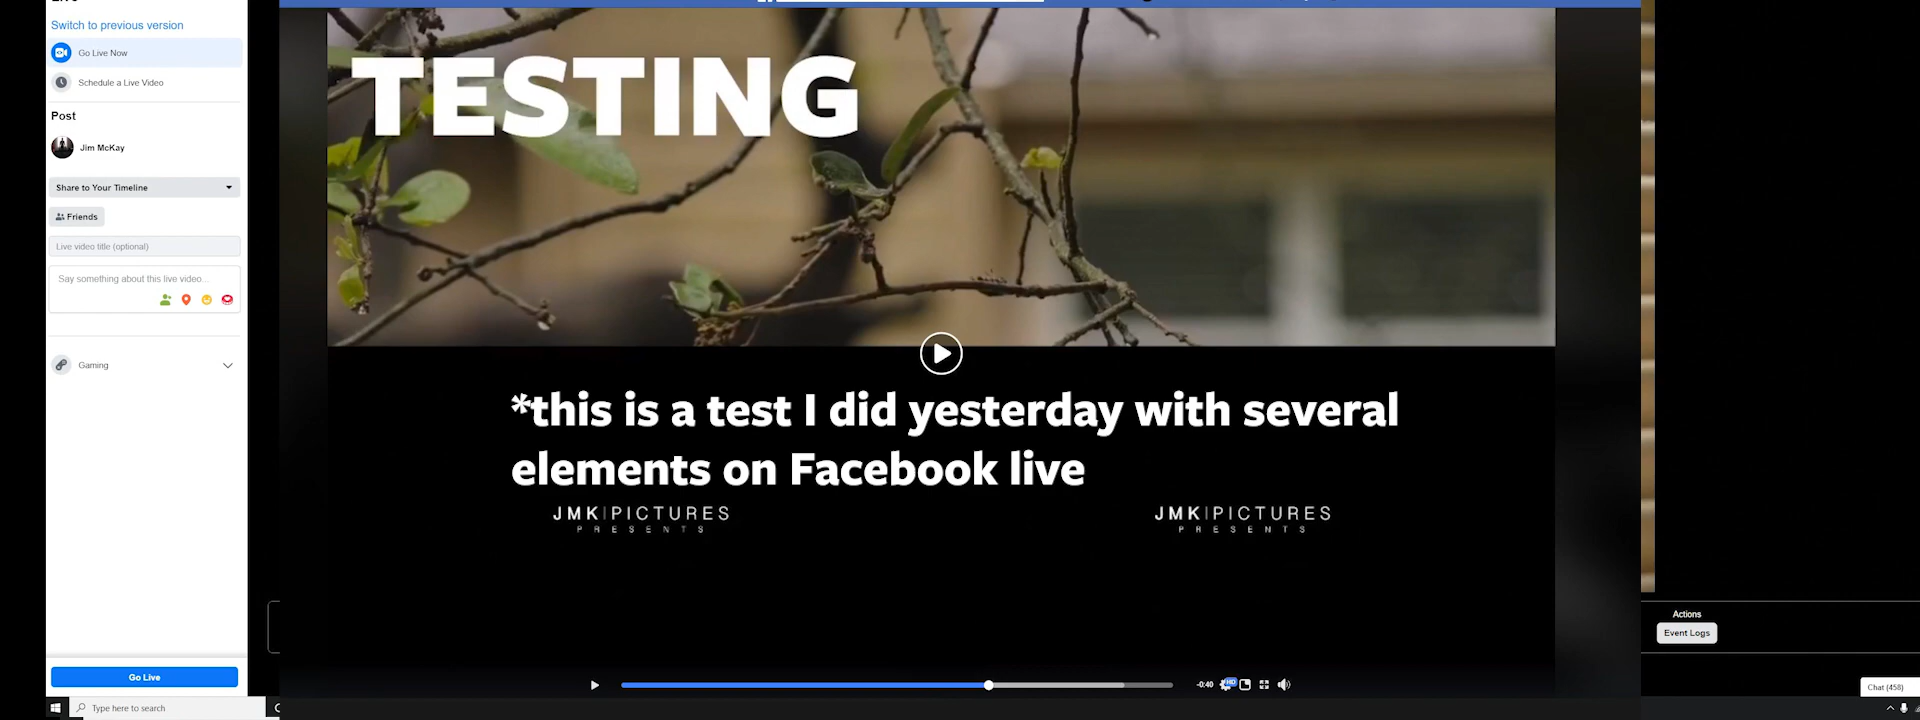 Switch to previous version
Go Live Now
Schedule a Live Video
Post
Jim McKay
Share to Your Timeline
Friends
Live video title (optional)
Say something about this live video...
Gaming
Go Live
Type here to search
TESTING
*this is a test I did yesterday with several
elements on Facebook live
JMK|PICTURES
PRESENTS
JMK|PICTURES
PRESENTS
-0:40
HD
Actions
Event Logs
Chat (458)